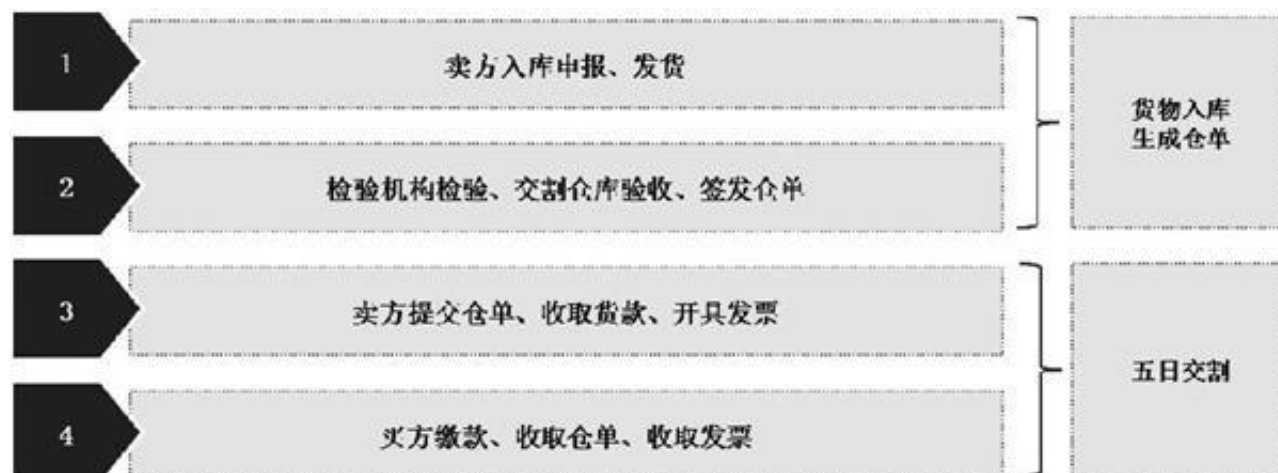 1
卖方入库申报、发货
2
检验机构检验、交割仓库验收、签发仓单
货物入库
生成仓单
3
卖方提交仓单、收取货款、开具发票
4
买方缴款、收取仓单、收取发票
五日交割